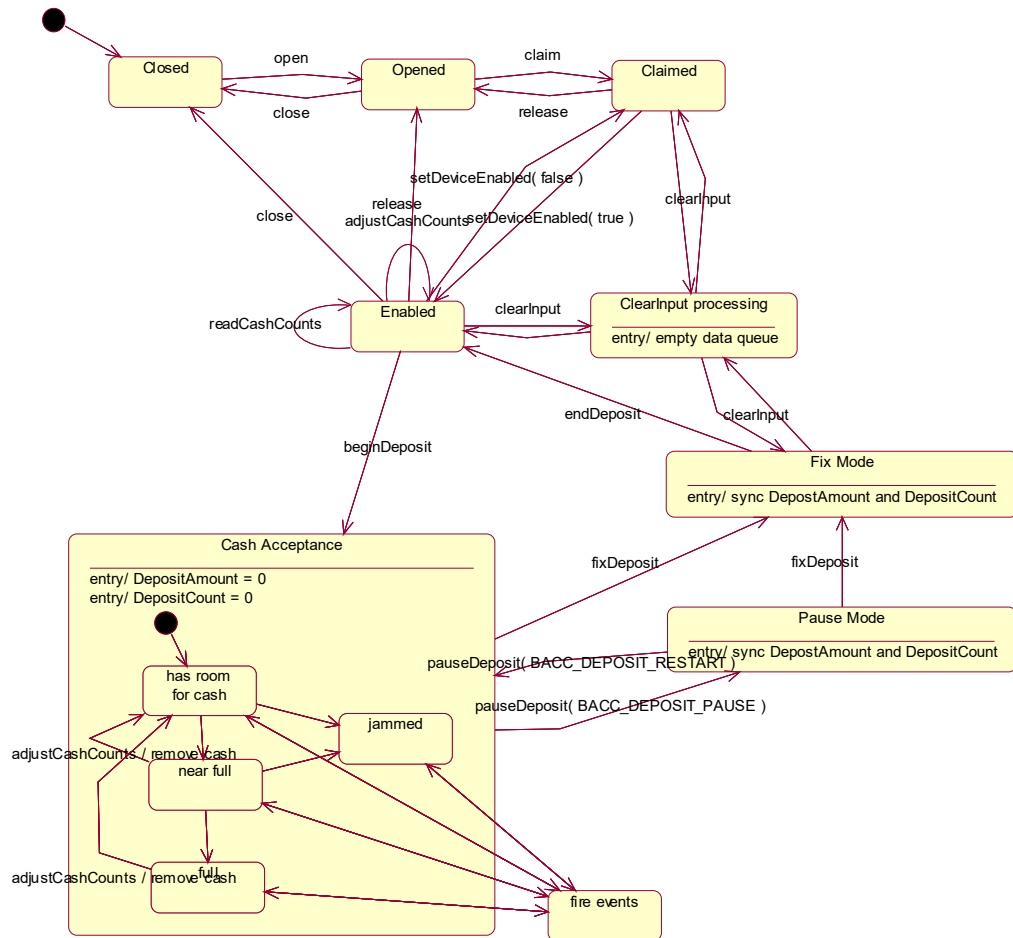 Closed
open
Opened
claim
Claimed
close
release
setDeviceEnabled( false )
clearInput
release
adjustCashCounts
setDeviceEnabled( true )
close
Enabled
readCashCounts
clearInput
ClearInput processing
entry/ empty data queue
endDeposit
clearInput
beginDeposit
Fix Mode
entry/ sync DepostAmount and DepositCount
Cash Acceptance
entry/ DepositAmount = 0
entry/ DepositCount = 0
fixDeposit
fixDeposit
Pause Mode
entry/ sync DepostAmount and DepositCount
pauseDeposit( BACC_DEPOSIT_RESTART )
has room
for cash
pauseDeposit( BACC_DEPOSIT_PAUSE )
jammed
adjustCashCounts / remove cash
near full
full
adjustCashCounts / remove cash
fire events